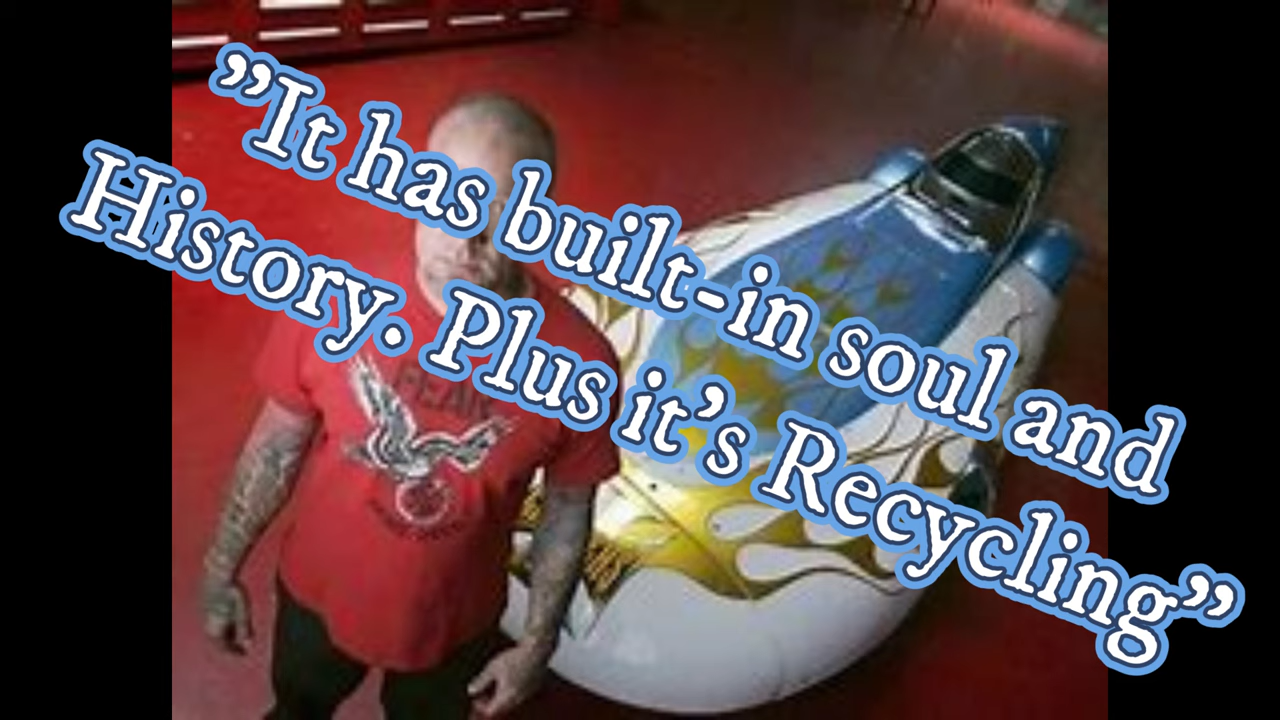 ”It has built-in soul and
History. Plus it’s Recycling”